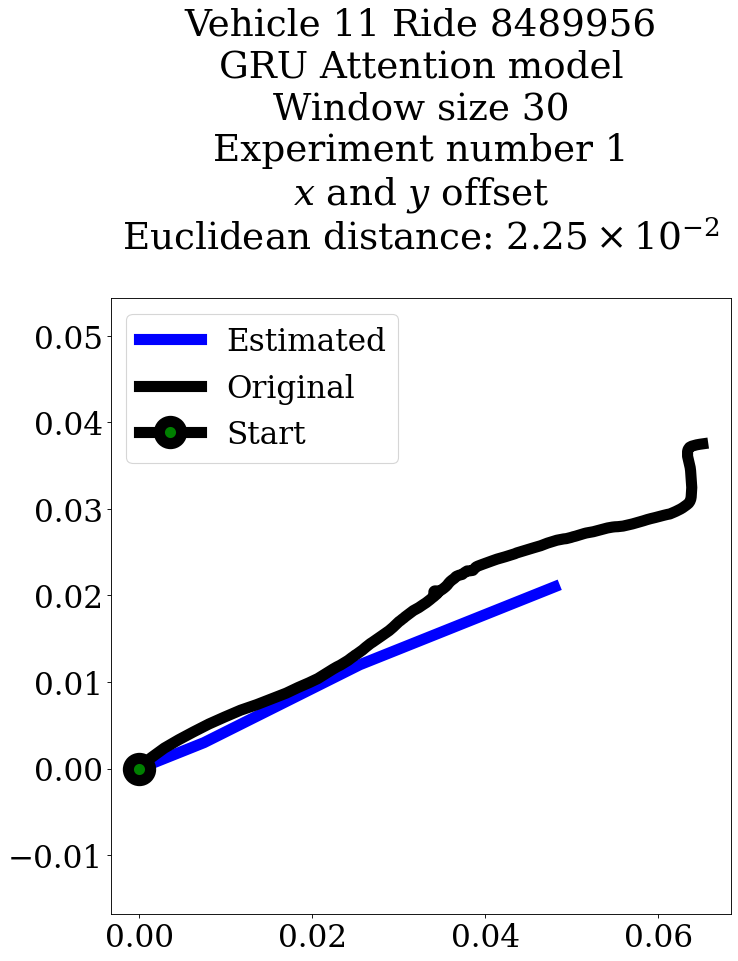 Vehicle 11 Ride 8489956
GRU Attention model
Window size 30
Experiment number 1
x and y offset
Euclidean distance: 2.25 × 10⁻²
Estimated
Original
Start
0.05
0.04
0.03
0.02
0.01
0.00
−0.01
0.00 0.02 0.04 0.06